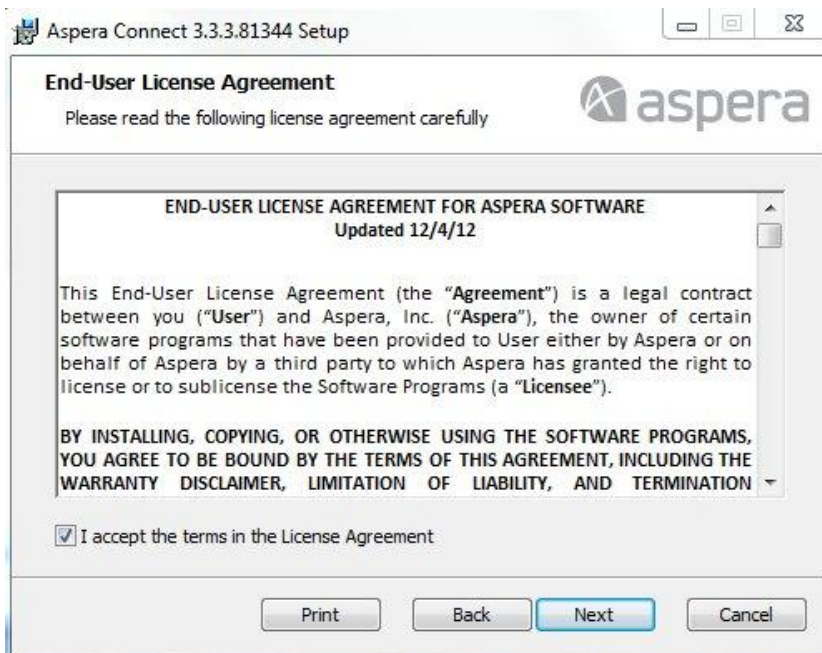 Aspera Connect 3.3.3.81344 Setup
End-User License Agreement
Please read the following license agreement carefully
aspera
END-USER LICENSE AGREEMENT FOR ASPERA SOFTWARE
Updated 12/4/12
This End-User License Agreement (the “Agreement”) is a legal contract
between you (“User”) and Aspera, Inc. (“Aspera”), the owner of certain
software programs that have been provided to User either by Aspera or on
behalf of Aspera by a third party to which Aspera has granted the right to
license or to sublicense the Software Programs (a “Licensee”).
BY INSTALLING, COPYING, OR OTHERWISE USING THE SOFTWARE PROGRAMS,
YOU AGREE TO BE BOUND BY THE TERMS OF THIS AGREEMENT, INCLUDING THE
WARRANTY DISCLAIMER, LIMITATION OF LIABILITY, AND TERMINATION
I accept the terms in the License Agreement
Print Back Next Cancel